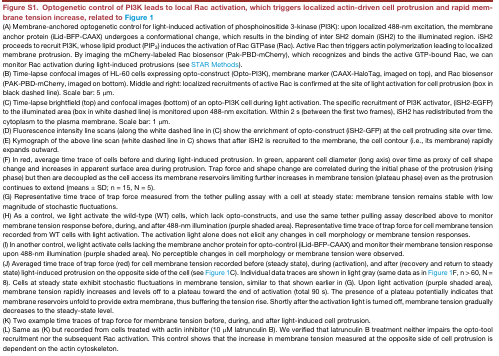 Figure S1. Optogenetic control of PI3K leads to local Rac activation, which triggers localized actin-driven cell protrusion and rapid mem-
brane tension increase, related to Figure 1
(A) Membrane-anchored optogenetic control for light-induced activation of phosphoinositide 3-kinase (PI3K): upon localized 488-nm excitation, the membrane
anchor protein (iLid-BFP-CAAX) undergoes a conformational change, which results in the binding of inter SH2 domain (iSH2) to the illuminated area. iSH2
proceeds to recruit PI3K, whose lipid product (PIP₃) induces the activation of Rac GTPase (Rac). Active Rac then triggers actin polymerization leading to localized
membrane protrusion. By imaging the mCherry-labeled Rac biosensor (Pak-PBD-mCherry), which recognizes and binds the active GTP-bound Rac, we can
monitor Rac activation during light-induced protrusions (see STAR Methods).
(B) Time-lapse confocal images of HL-60 cells expressing opto-construct (Opto-PI3K), membrane marker (CAAX-HaloTag, imaged on top), and Rac biosensor
(PAK-PBD-mCherry, imaged on bottom). Middle and right: localized recruitments of active Rac is confirmed at the site of light activation for cell protrusion (box in
black dashed line). Scale bar: 5 μm.
(C) Time-lapse brightfield (top) and confocal images (bottom) of an opto-PI3K cell during light activation. The specific recruitment of PI3K activator, (iSH2-EGFP)
to the illuminated area (box in white dashed line) is monitored upon 488-nm excitation. Within 2 s (between the first two frames), iSH2 has redistributed from the
cytoplasm to the plasma membrane. Scale bar: 1 μm.
(D) Fluorescence intensity line scans (along the white dashed line in (C) show the enrichment of opto-construct (iSH2-GFP) at the cell protruding site over time.
(E) Kymograph of the above line scan (white dashed line in C) shows that after iSH2 is recruited to the membrane, the cell contour (i.e., its membrane) rapidly
expands outward.
(F) In red, average time trace of cells before and during light-induced protrusion. In green, apparent cell diameter (long axis) over time as proxy of cell shape
change and increases in apparent surface area during protrusion. Trap force and shape change are correlated during the initial phase of the protrusion (rising
phase) but then are decoupled as the cell access its membrane reservoirs limiting further increases in membrane tension (plateau phase) even as the protrusion
continues to extend (means ± SD; n = 15, N = 5).
(G) Representative time trace of trap force measured from the tether pulling assay with a cell at steady state: membrane tension remains stable with low
magnitude of stochastic fluctuations.
(H) As a control, we light activate the wild-type (WT) cells, which lack opto-constructs, and use the same tether pulling assay described above to monitor
membrane tension response before, during, and after 488-nm illumination (purple shaded area). Representative time trace of trap force for cell membrane tension
recorded from WT cells with light activation. The activation light alone does not elicit any changes in cell morphology or membrane tension responses.
(I) In another control, we light activate cells lacking the membrane anchor protein for opto-control (iLid-BFP-CAAX) and monitor their membrane tension response
upon 488-nm illumination (purple shaded area). No perceptible changes in cell morphology or membrane tension were observed.
(J) Averaged time trace of trap force (red) for cell membrane tension recorded before (steady state), during (activation), and after (recovery and return to steady
state) light-induced protrusion on the opposite side of the cell (see Figure 1C). Individual data traces are shown in light gray (same data as in Figure 1F, n > 60, N =
8). Cells at steady state exhibit stochastic fluctuations in membrane tension, similar to that shown earlier in (G). Upon light activation (purple shaded area),
membrane tension rapidly increases and levels off to a plateau toward the end of activation (total 90 s). The presence of a plateau potentially indicates that
membrane reservoirs unfold to provide extra membrane, thus buffering the tension rise. Shortly after the activation light is turned off, membrane tension gradually
decreases to the steady-state level.
(K) Two example time traces of trap force for membrane tension before, during, and after light-induced cell protrusion.
(L) Same as (K) but recorded from cells treated with actin inhibitor (10 μM latrunculin B). We verified that latrunculin B treatment neither impairs the opto-tool
recruitment nor the subsequent Rac activation. This control shows that the increase in membrane tension measured at the opposite side of cell protrusion is
dependent on the actin cytoskeleton.